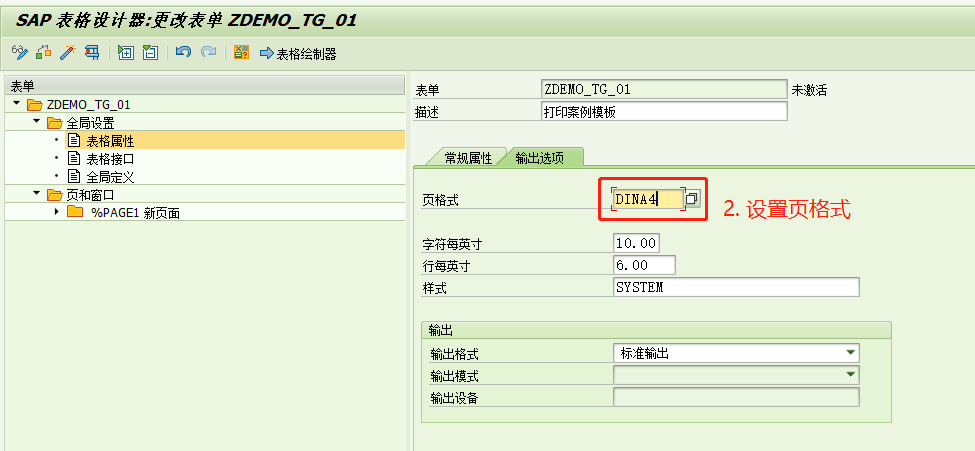 SAP 表格设计器:更改表单 ZDEMO_TG_01
表格绘制器
表单
ZDEMO_TG_01
全局设置
表格属性
表格接口
全局定义
页和窗口
%PAGE1 新页面
表单 ZDEMO_TG_01 未激活
描述 打印案例模板
常规属性 输出选项
页格式 DINA4 2. 设置页格式
字符每英寸 10.00
行每英寸 6.00
样式 SYSTEM
输出
输出格式 标准输出
输出模式
输出设备